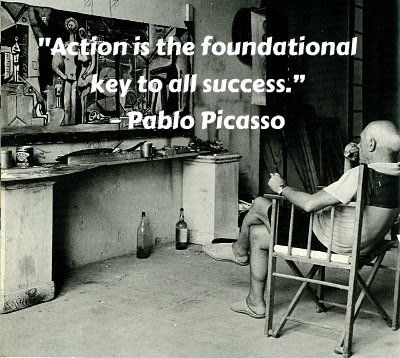 "Action is the foundational
key to all success.”
– Pablo Picasso